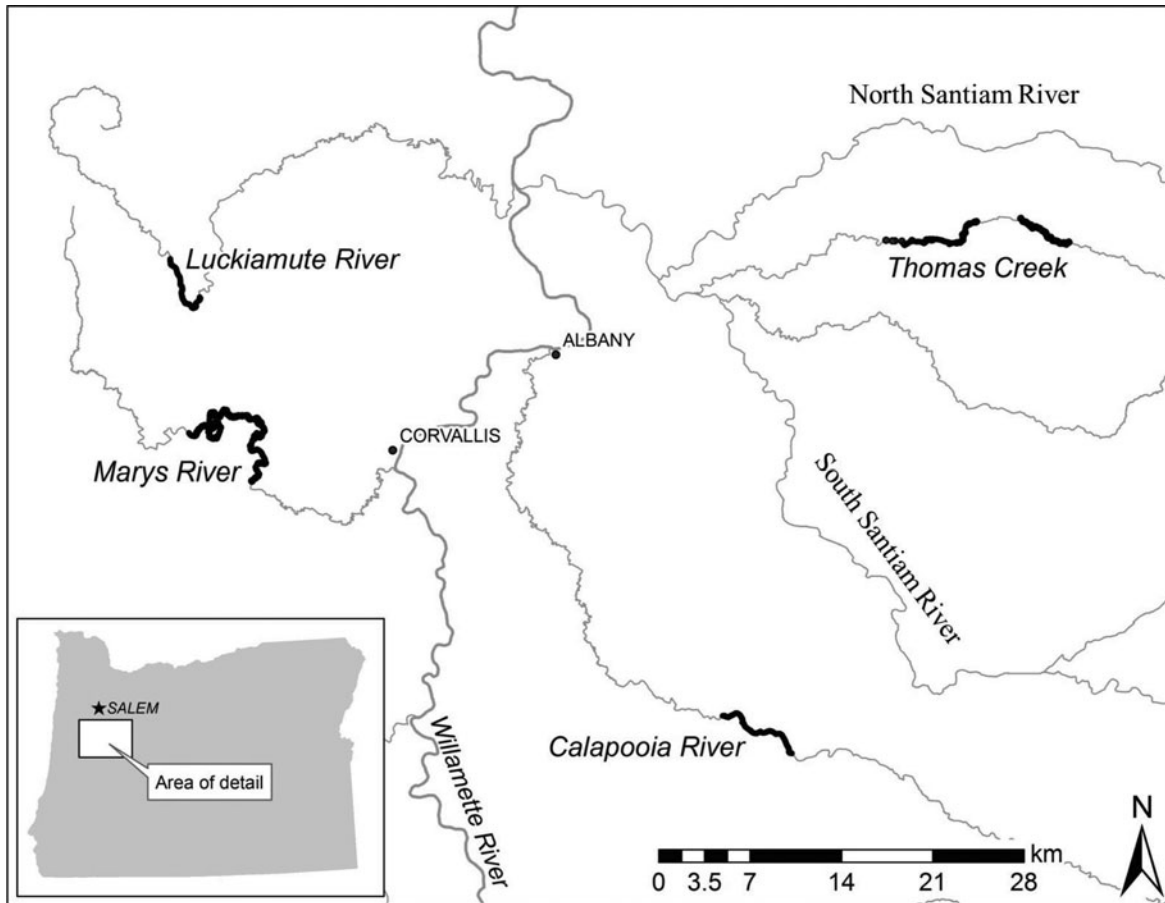 North Santiam River
Luckiamute River
Thomas Creek
ALBANY
CORVALLIS
Marys River
South Santiam River
SALEM
Area of detail
Willamette River
Calapooia River
N
km
0 3.5 7 14 21 28